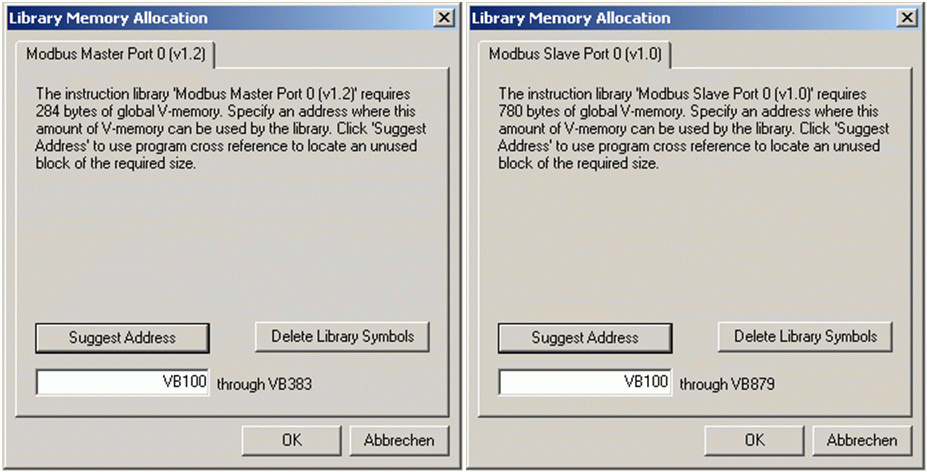 Library Memory Allocation
Modbus Master Port 0 (v1.2)
The instruction library 'Modbus Master Port 0 (v1.2)' requires
284 bytes of global V-memory. Specify an address where this
amount of V-memory can be used by the library. Click 'Suggest
Address' to use program cross reference to locate an unused
block of the required size.
Suggest Address
Delete Library Symbols
VB100 through VB383
OK
Abbrechen
Library Memory Allocation
Modbus Slave Port 0 (v1.0)
The instruction library 'Modbus Slave Port 0 (v1.0)' requires
780 bytes of global V-memory. Specify an address where this
amount of V-memory can be used by the library. Click 'Suggest
Address' to use program cross reference to locate an unused
block of the required size.
Suggest Address
Delete Library Symbols
VB100 through VB879
OK
Abbrechen